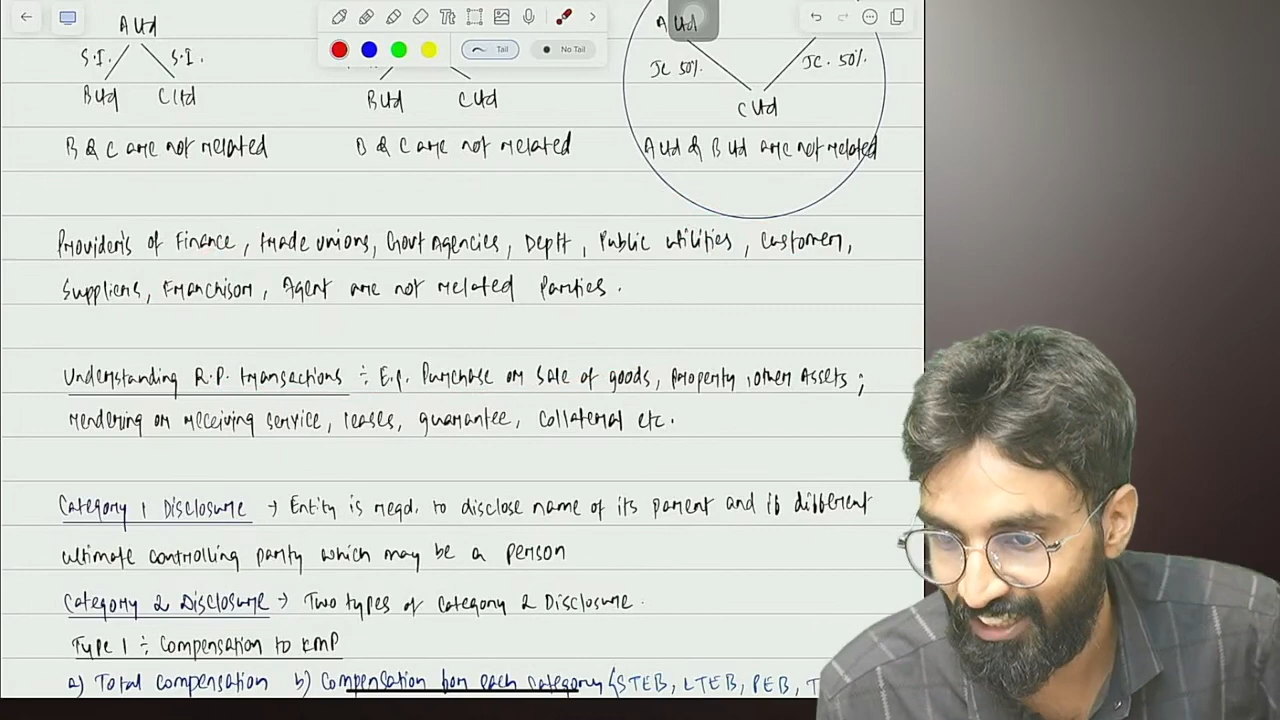 A Ltd
S.I. S.I.
B Ltd C Ltd
B & C are not related
B Ltd C Ltd
B & C are not related
A Ltd
JC 50% JC. 50%.
C Ltd
A Ltd & B Ltd are not related
Tail No Tail
Providers of Finance, trade unions, Govt Agencies, Deptt, Public utilities, customer,
Suppliers, Franchisor, Agent are not related Parties.
Understanding R.P. transactions ÷ E.g. Purchase or Sale of goods, property, other Assets;
rendering or receiving service, leases, guarantee, collateral etc.
Category 1 Disclosure → Entity is reqd. to disclose name of its parent and if different
ultimate controlling party which may be a person
Category 2 Disclosure → Two types of Category 2 Disclosure.
Type 1 ÷ Compensation to KMP
a) Total compensation b) Compensation for each category (STEB, LTEB, PEB, T